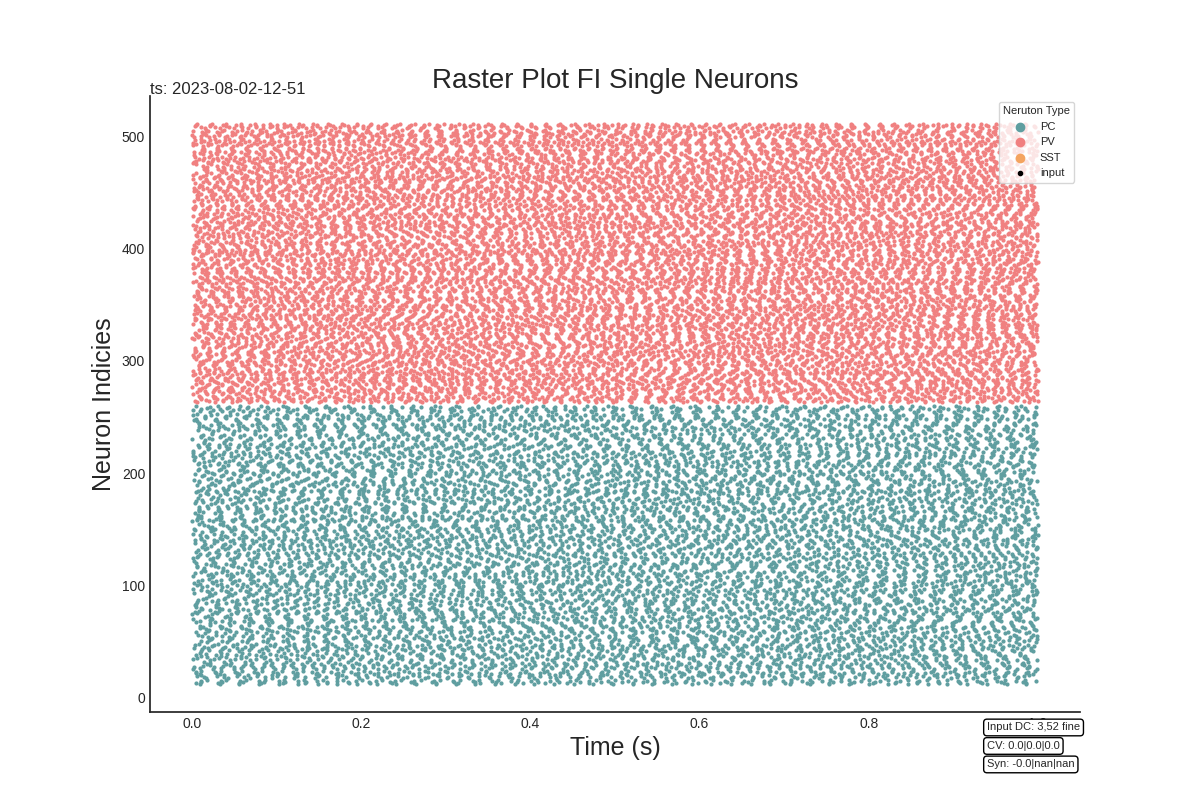 Raster Plot FI Single Neurons
ts: 2023-08-02-12-51
Neruton Type
PC
PV
SST
input
500
400
300
200
100
0
Neuron Indicies
0.0 0.2 0.4 0.6 0.8
Time (s)
Input DC: 3,52 fine
CV: 0.0|0.0|0.0
Syn: -0.0|nan|nan